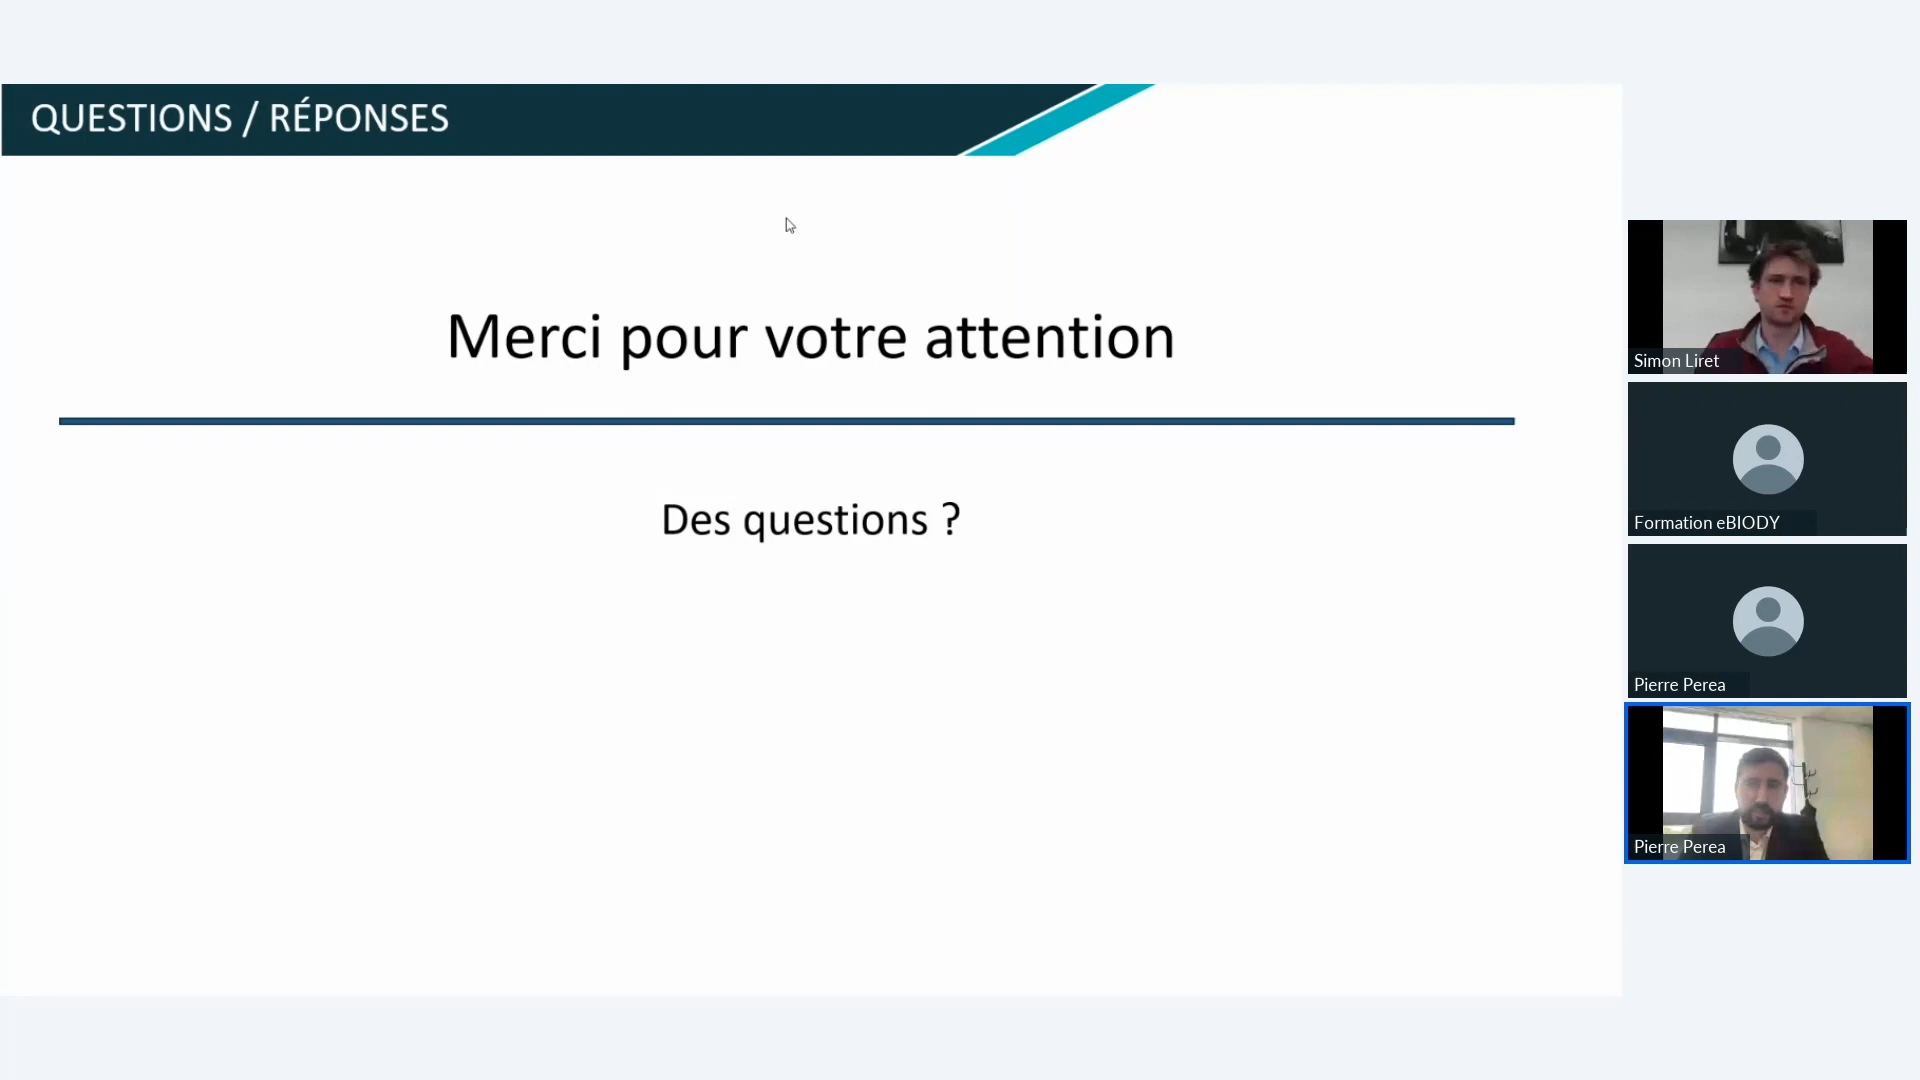 QUESTIONS / RÉPONSES
Merci pour votre attention
Des questions ?
Simon Liret
Formation eBIODY
Pierre Perea
Pierre Perea